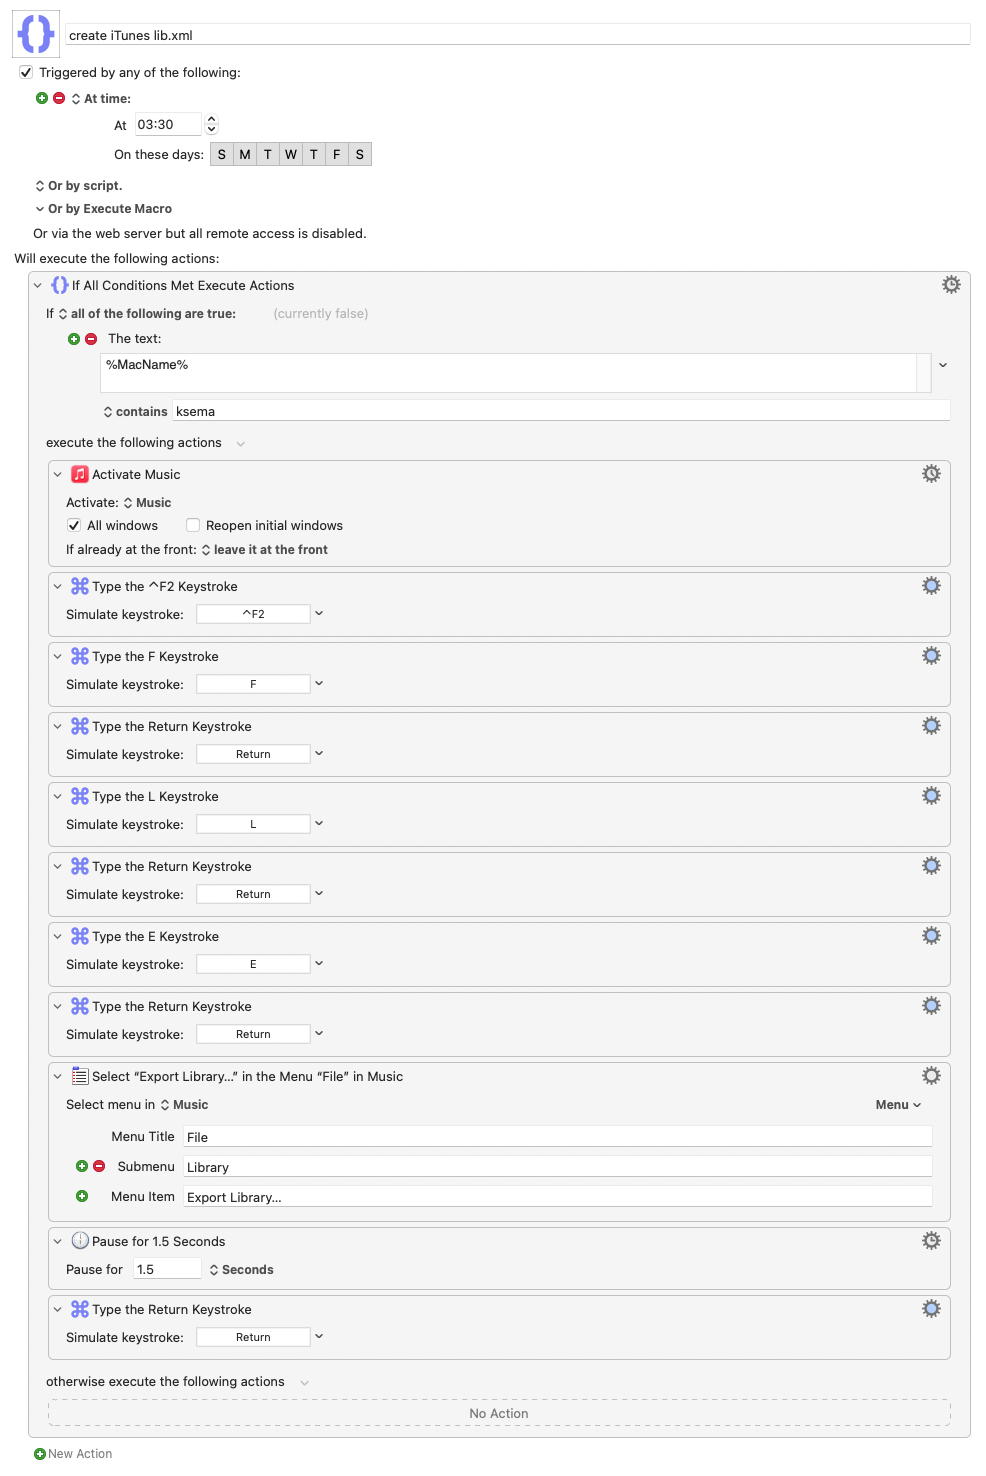 create iTunes lib.xml
Triggered by any of the following:
At time:
At 03:30
On these days: S M T W T F S
Or by script.
Or by Execute Macro
Or via the web server but all remote access is disabled.
Will execute the following actions:
If All Conditions Met Execute Actions
If all of the following are true: (currently false)
The text:
%MacName%
contains ksema
execute the following actions
Activate Music
Activate: Music
All windows Reopen initial windows
If already at the front: leave it at the front
Type the ^F2 Keystroke
Simulate keystroke: ^F2
Type the F Keystroke
Simulate keystroke: F
Type the Return Keystroke
Simulate keystroke: Return
Type the L Keystroke
Simulate keystroke: L
Type the Return Keystroke
Simulate keystroke: Return
Type the E Keystroke
Simulate keystroke: E
Type the Return Keystroke
Simulate keystroke: Return
Select “Export Library…” in the Menu “File” in Music
Select menu in Music Menu
Menu Title File
Submenu Library
Menu Item Export Library…
Pause for 1.5 Seconds
Pause for 1.5 Seconds
Type the Return Keystroke
Simulate keystroke: Return
otherwise execute the following actions
No Action
New Action